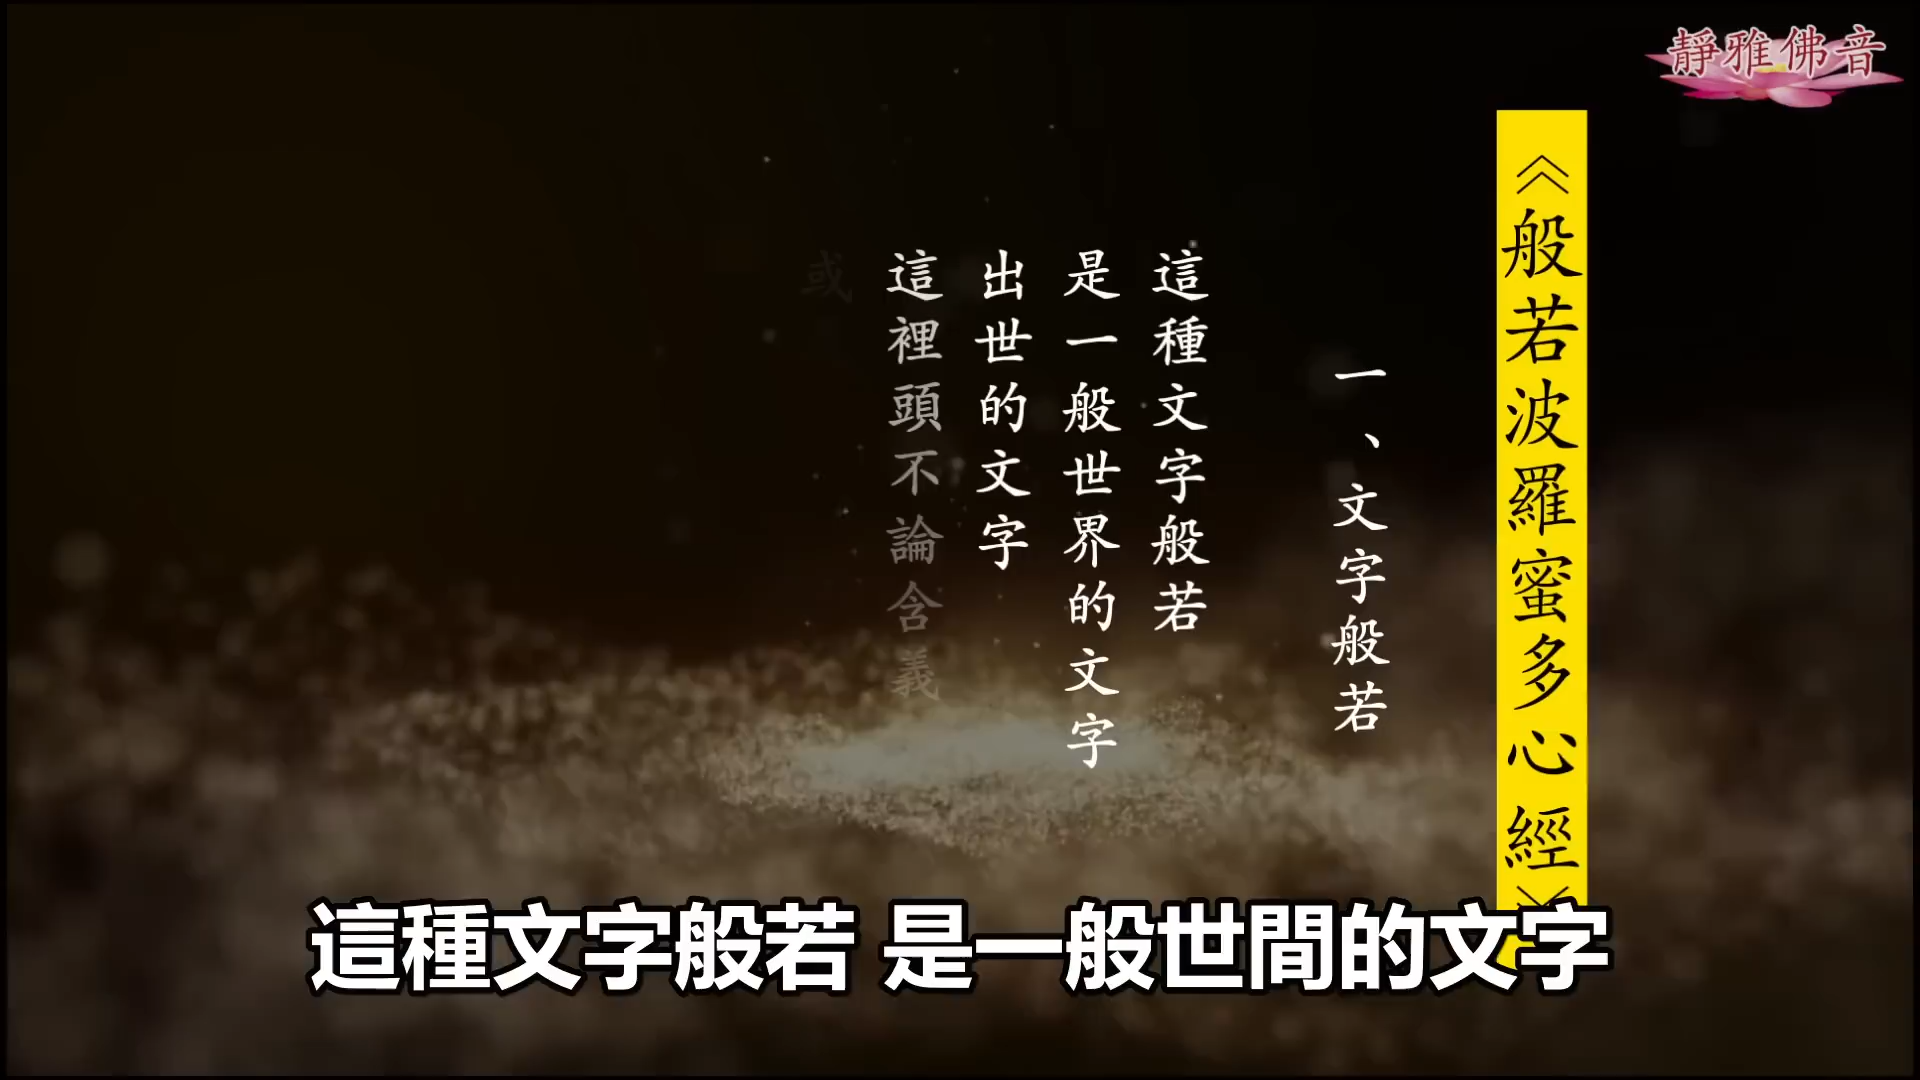 靜雅佛音
《般若波羅蜜多心經》
一、文字般若
這種文字般若
是一般世界的文字
出世的文字
這裡頭不論含義
或
這種文字般若 是一般世間的文字